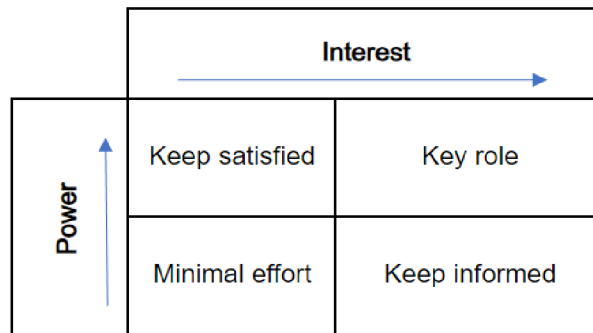 Interest
Power
Keep satisfied
Key role
Minimal effort
Keep informed